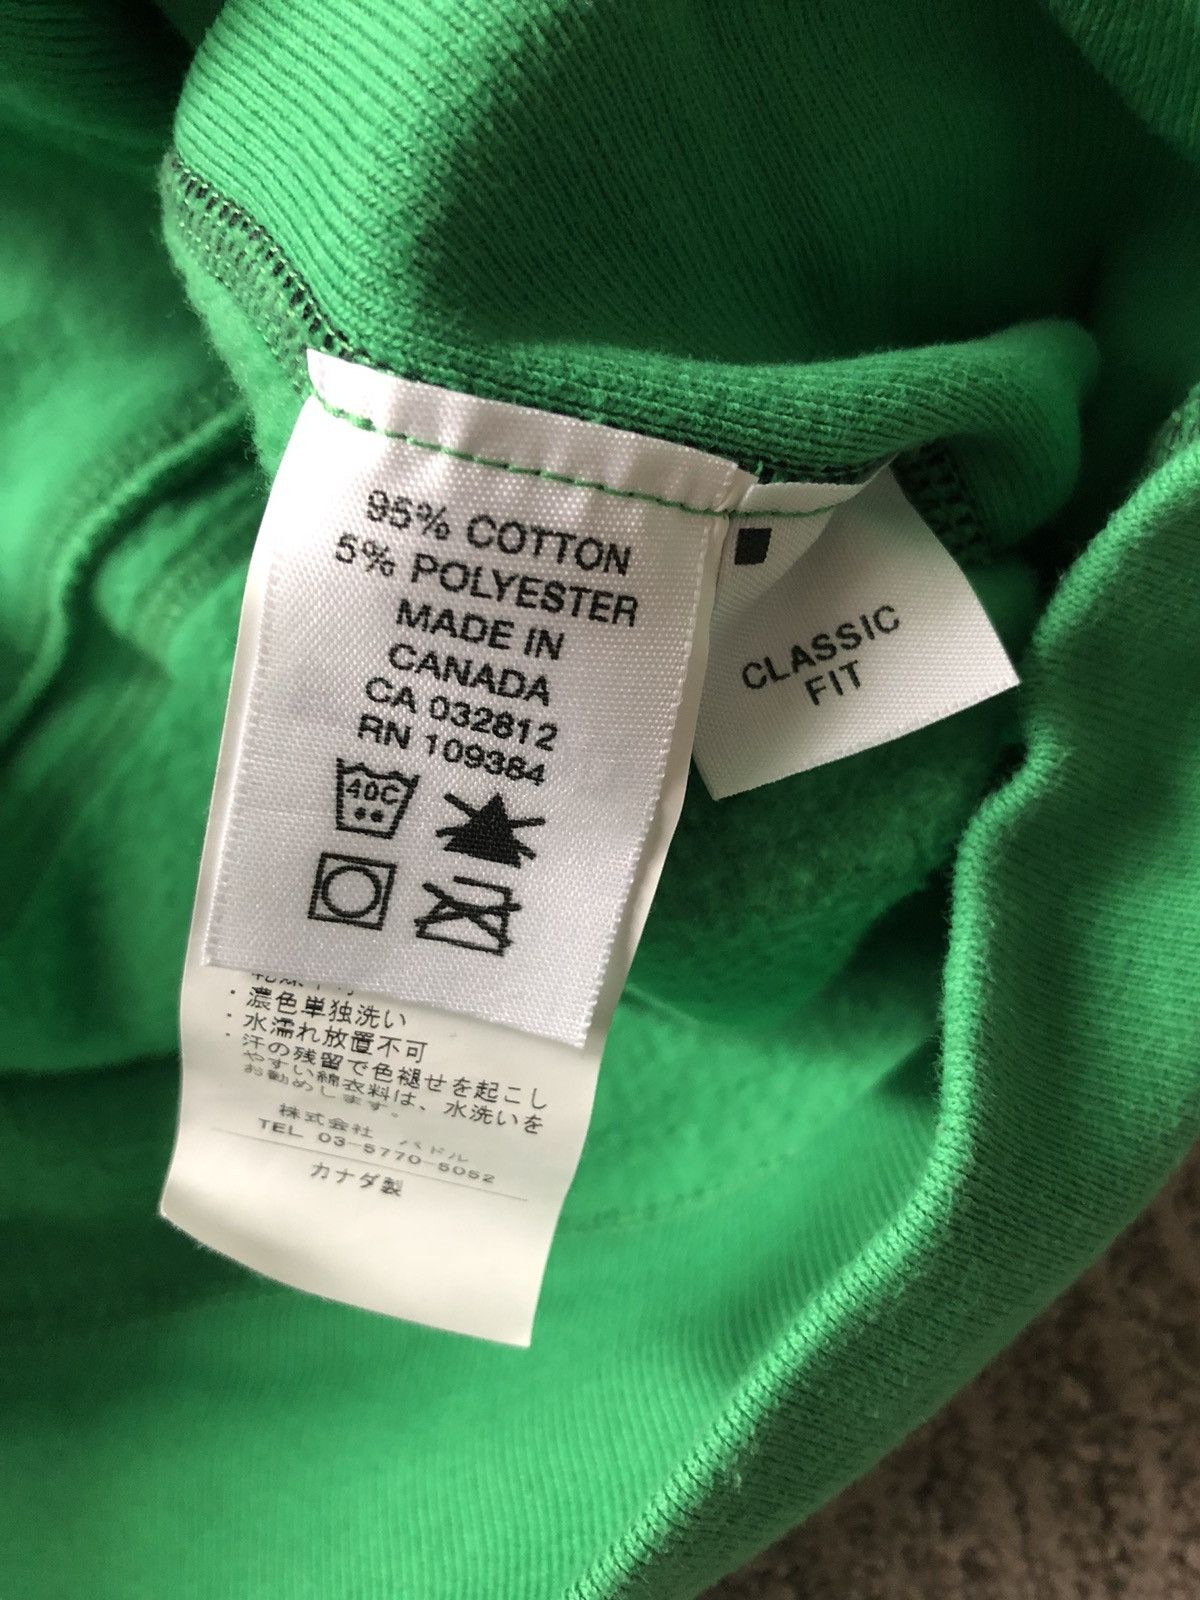 95% COTTON
5% POLYESTER
MADE IN
CANADA
CA 032812
RN 109384
40C
CLASSIC
FIT
・濃色単独洗い
・水濡れ放置不可
・汗の残留で色褪せを起こし
やすい綿衣料は、水洗いを
お勧めします。
株式会社 パドル
TEL 03-5770-5052
カナダ製